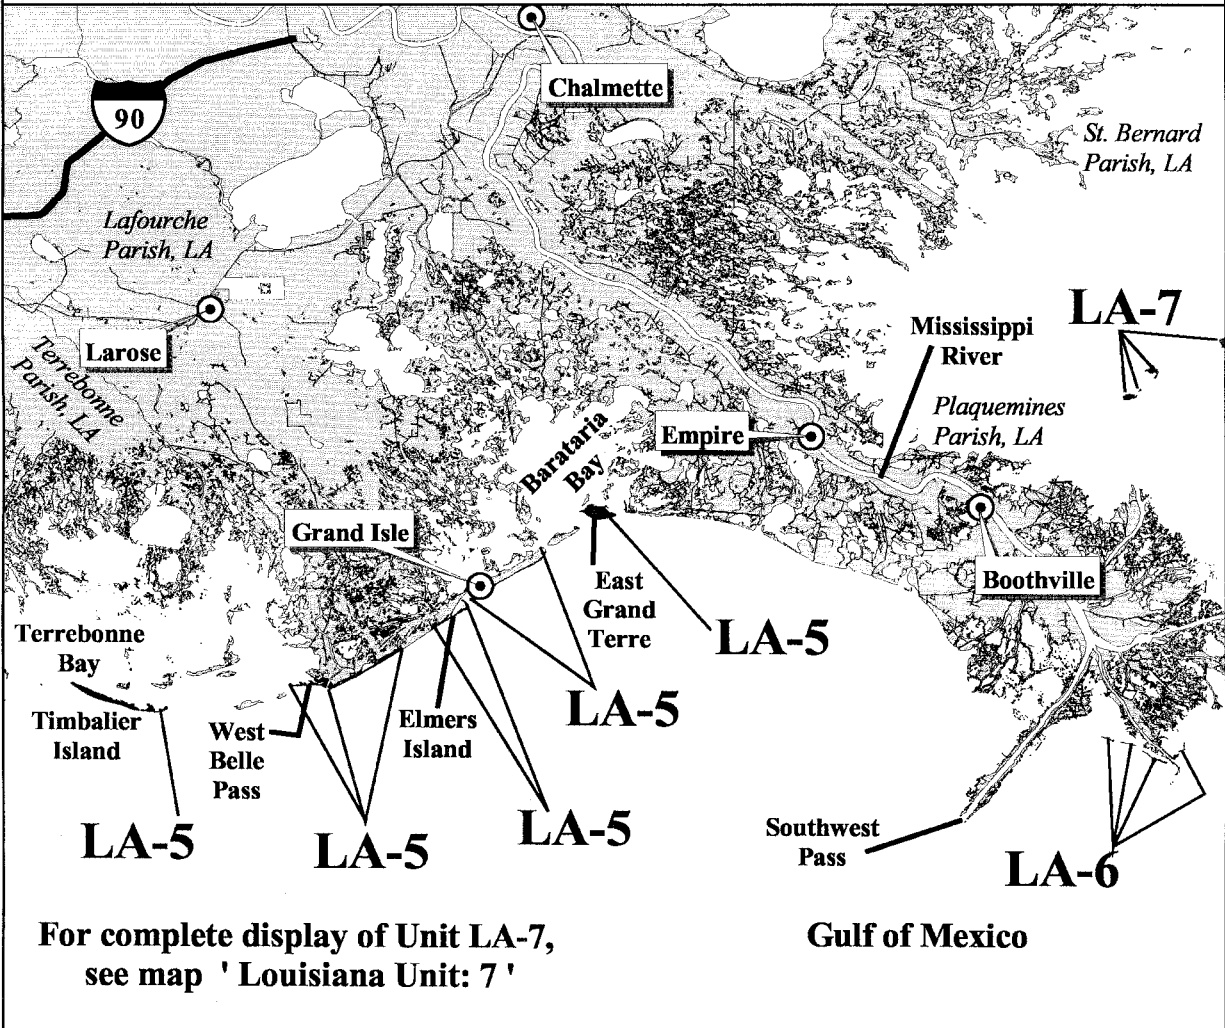 Chalmette
90
St. Bernard
Parish, LA
Lafourche
Parish, LA
LA-7
Mississippi
River
Larose
Terrebonne
Parish, LA
Plaquemines
Parish, LA
Empire
Barataria
Bay
Grand Isle
Boothville
East
Grand
Terre
LA-5
Terrebonne
Bay
LA-5
Timbalier
Island
West
Belle
Pass
Elmers
Island
LA-5
LA-5
LA-5
Southwest
Pass
LA-6
For complete display of Unit LA-7,
see map ' Louisiana Unit: 7 '
Gulf of Mexico